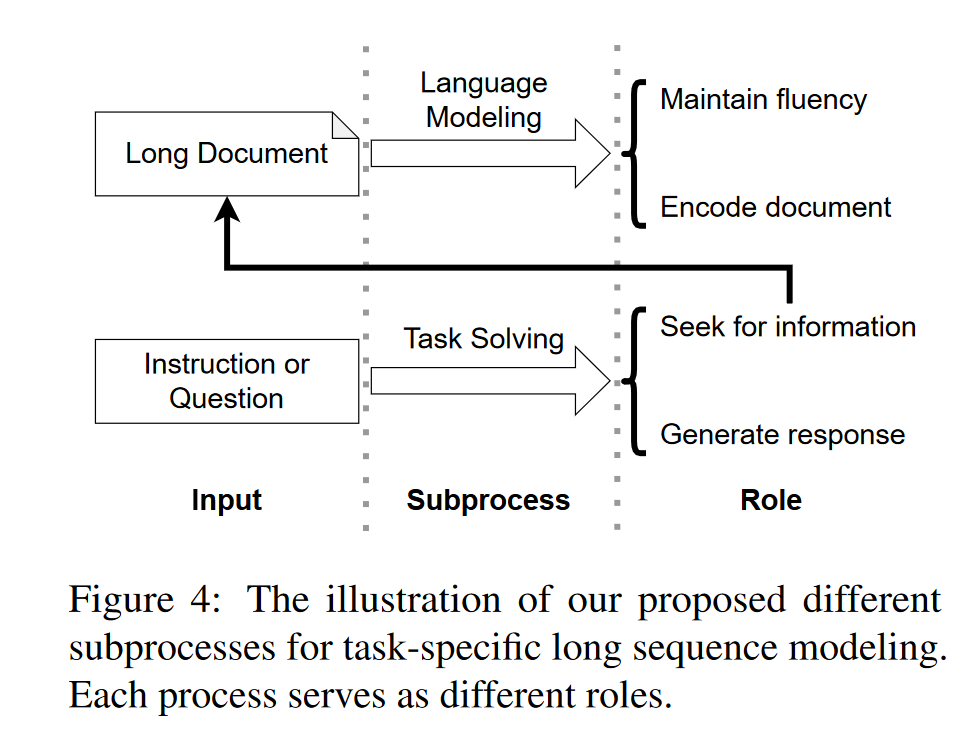 Language
Modeling
Long Document
Maintain fluency
Encode document
Instruction or
Question
Task Solving
Seek for information
Generate response
Input
Subprocess
Role
Figure 4: The illustration of our proposed different
subprocesses for task-specific long sequence modeling.
Each process serves as different roles.